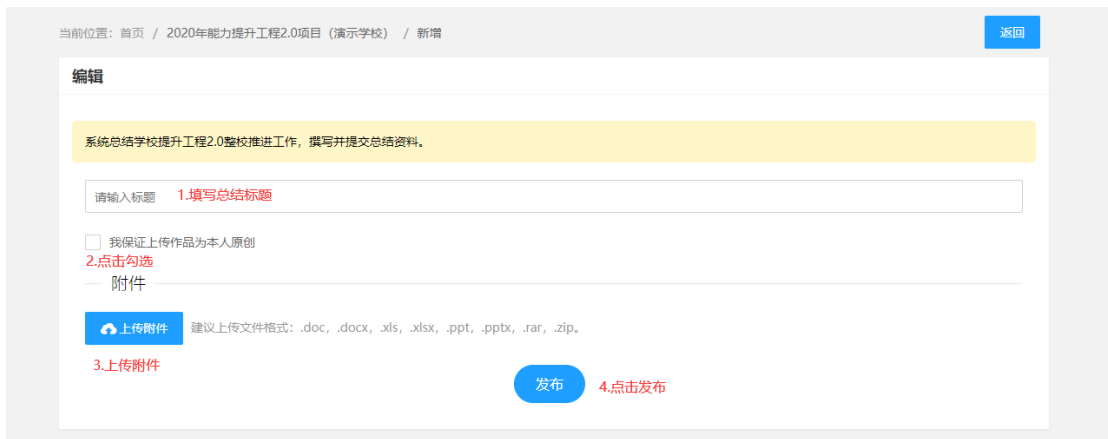 当前位置：首页 / 2020年能力提升工程2.0项目（演示学校） / 新增
返回
编辑
系统总结学校提升工程2.0整校推进工作，撰写并提交总结资料。
请输入标题 1.填写总结标题
我保证上传作品为本人原创
2.点击勾选
附件
上传附件 建议上传文件格式：.doc，.docx，.xls，.xlsx，.ppt，.pptx，.rar，.zip。
3.上传附件
发布 4.点击发布